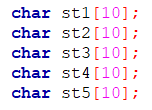 char st1[10];
char st2[10];
char st3[10];
char st4[10];
char st5[10];